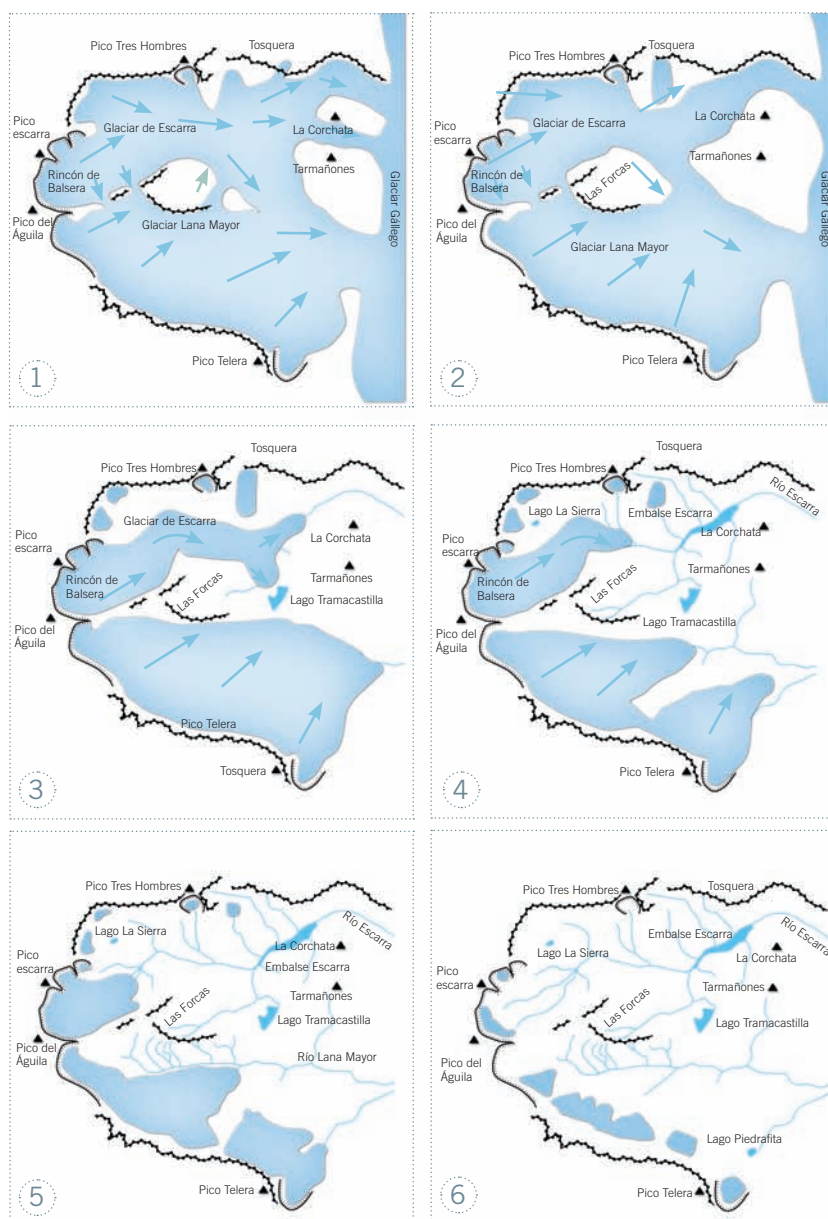 Pico Tres Hombres
Tosquera
Pico
escarra
Glaciar de Escarra
La Corchata
Rincón de
Balsera
Tarmañones
Pico del
Águila
Glaciar Lana Mayor
Glaciar Gállego
Pico Telera
1
Pico Tres Hombres
Tosquera
La Corchata
Pico
escarra
Glaciar de Escarra
Tarmañones
Rincón de
Balsera
Las Forcas
Pico del
Águila
Glaciar Lana Mayor
Glaciar Gállego
Pico Telera
2
Tosquera
Pico Tres Hombres
Glaciar de Escarra
Pico
escarra
La Corchata
Rincón de
Balsera
Tarmañones
Las Forcas
Lago Tramacastilla
Pico del
Águila
Pico Telera
Tosquera
3
Tosquera
Pico Tres Hombres
Río Escarra
Lago La Sierra
Embalse Escarra
La Corchata
Pico
escarra
Rincón de
Balsera
Tarmañones
Las Forcas
Lago Tramacastilla
Pico del
Águila
Pico Telera
4
Pico Tres Hombres
Río Escarra
Lago La Sierra
La Corchata
Pico
escarra
Embalse Escarra
Tarmañones
Las Forcas
Lago Tramacastilla
Pico del
Águila
Río Lana Mayor
Pico Telera
5
Pico Tres Hombres
Tosquera
Río Escarra
Embalse Escarra
Lago La Sierra
La Corchata
Pico
escarra
Tarmañones
Las Forcas
Lago Tramacastilla
Pico del
Águila
Lago Piedrafita
Pico Telera
6